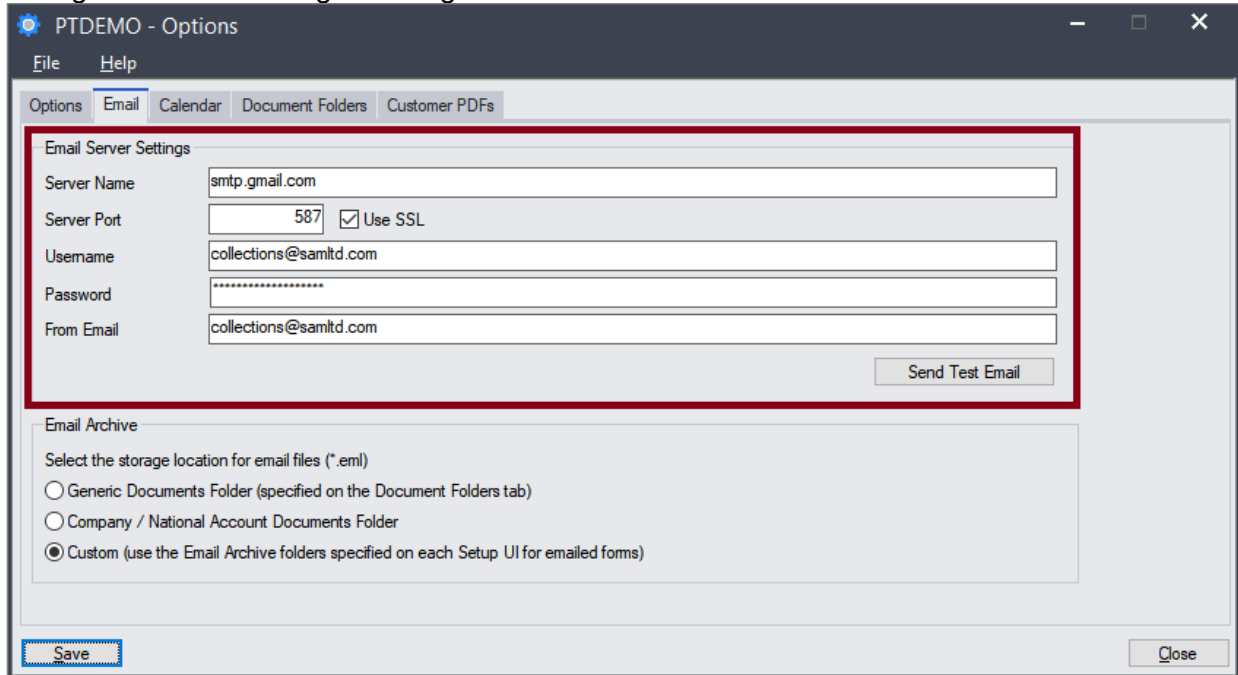 PTDEMO - Options
File Help
Options Email Calendar Document Folders Customer PDFs
Email Server Settings
Server Name smtp.gmail.com
Server Port 587 Use SSL
Username collections@samltd.com
Password *******************
From Email collections@samltd.com
Send Test Email
Email Archive
Select the storage location for email files (*.eml)
Generic Documents Folder (specified on the Document Folders tab)
Company / National Account Documents Folder
Custom (use the Email Archive folders specified on each Setup UI for emailed forms)
Save Close